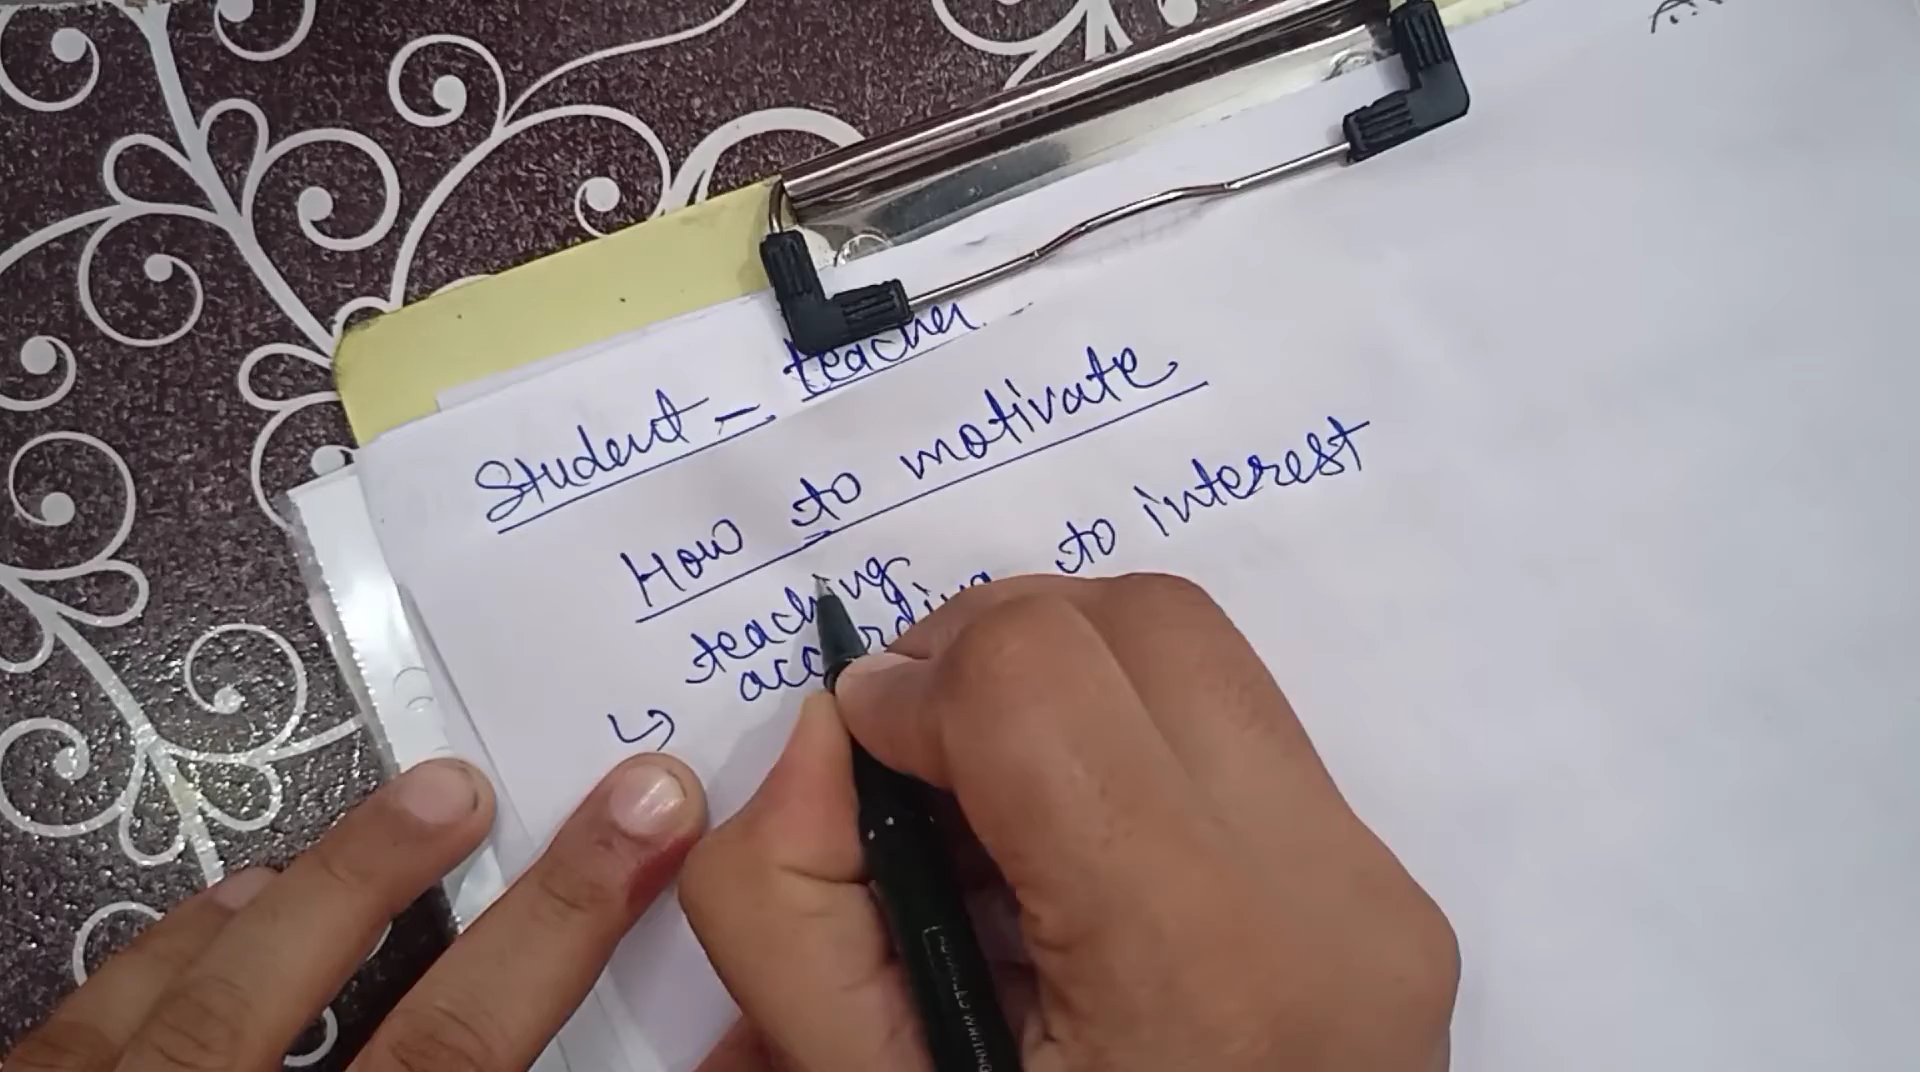 Student - teacher
How to motivate
teaching
according to interest